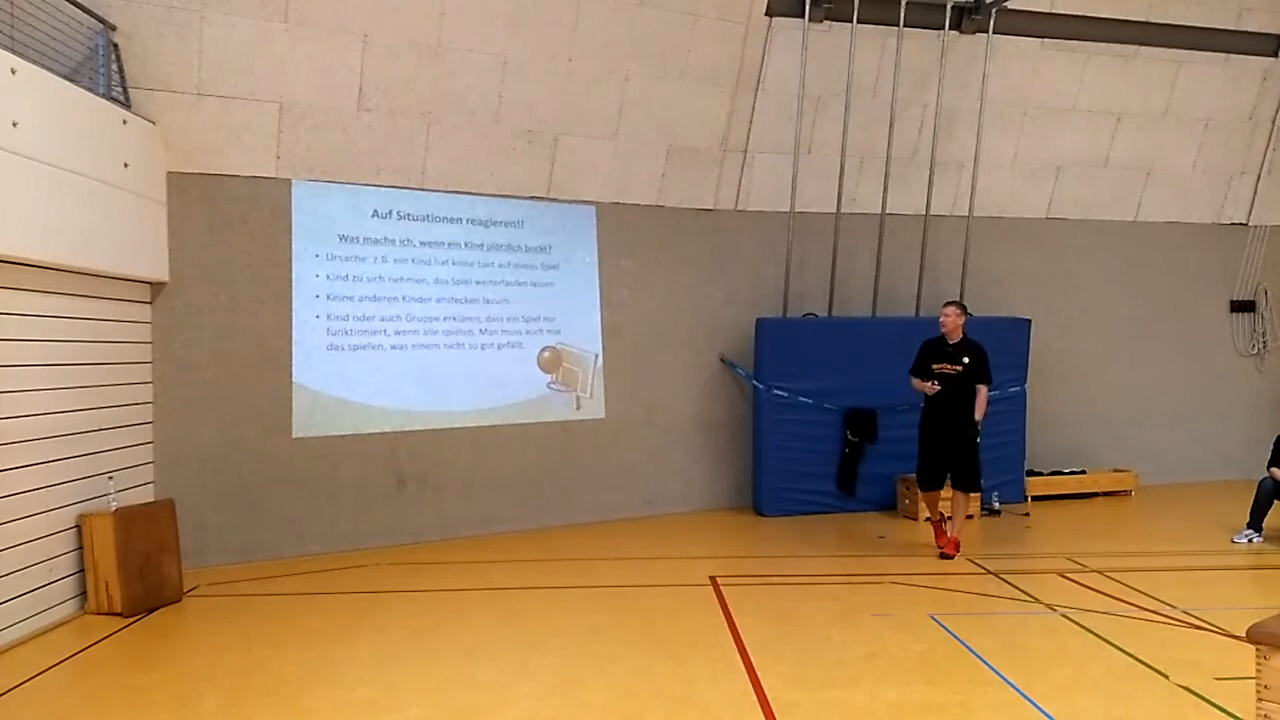 Auf Situationen reagieren!!
Was mache ich, wenn ein Kind plötzlich bockt?
• Ursache: z.B. ein Kind hat keine Lust auf dieses Spiel
• Kind zu sich nehmen, das Spiel weiterlaufen lassen
• Keine anderen Kinder anstecken lassen.
• Kind oder auch Gruppe erklären, dass ein Spiel nur
funktioniert, wenn alle spielen. Man muss auch mal
das spielen, was einem nicht so gut gefällt.